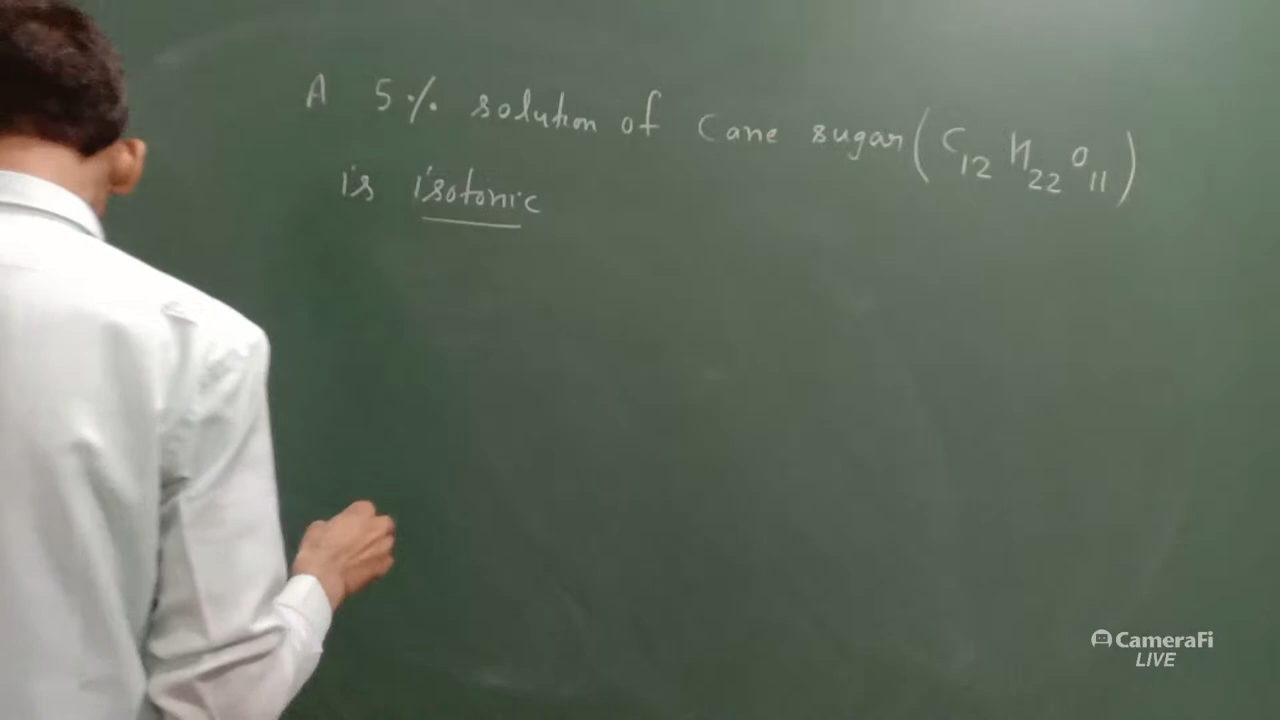 A 5% solution of Cane sugar (C12 H22 O11)
is isotonic
CameraFi
LIVE